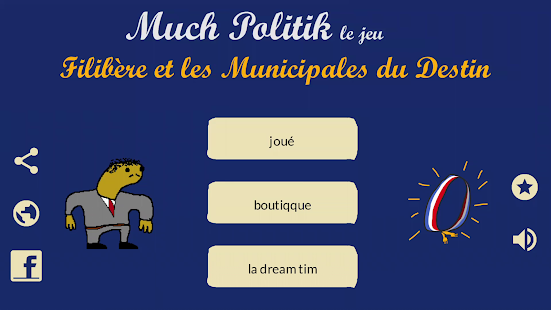 Much Politik le jeu
Filibère et les Municipales du Destin
joué
boutiqque
la dream tim
f